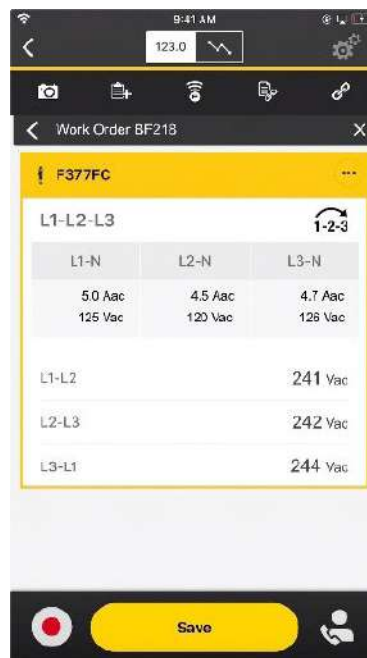 9:41 AM
123.0
Work Order BF218
X
F377FC
...
L1-L2-L3
1-2-3
L1-N L2-N L3-N
5.0 Aac 4.5 Aac 4.7 Aac
125 Vac 120 Vac 126 Vac
L1-L2 241 Vac
L2-L3 242 Vac
L3-L1 244 Vac
Save